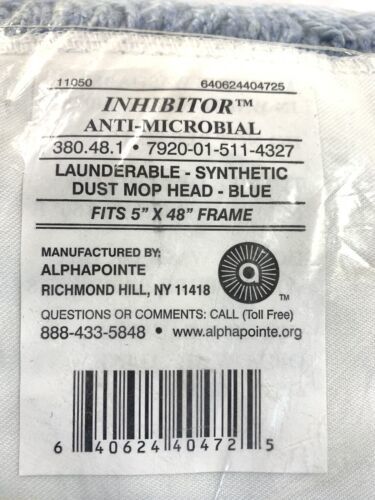 11050 640624404725
INHIBITOR™
ANTI-MICROBIAL
380.48.1 • 7920-01-511-4327
LAUNDERABLE - SYNTHETIC
DUST MOP HEAD - BLUE
FITS 5" X 48" FRAME
MANUFACTURED BY:
ALPHAPOINTE
RICHMOND HILL, NY 11418
a
TM
QUESTIONS OR COMMENTS: CALL (Toll Free)
888-433-5848 • www.alphapointe.org
6 40624 40472 5